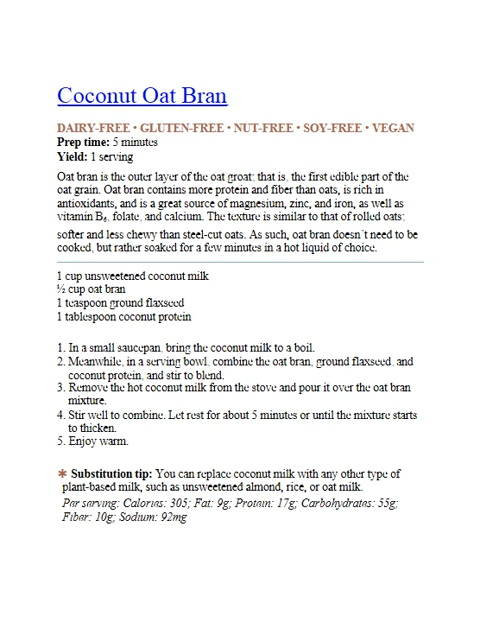 Coconut Oat Bran
DAIRY-FREE • GLUTEN-FREE • NUT-FREE • SOY-FREE • VEGAN
Prep time: 5 minutes
Yield: 1 serving
Oat bran is the outer layer of the oat groat; that is, the first edible part of the
oat grain. Oat bran contains more protein and fiber than oats, is rich in
antioxidants, and is a great source of magnesium, zinc, and iron, as well as
vitamin B₆, folate, and calcium. The texture is similar to that of rolled oats:
softer and less chewy than steel-cut oats. As such, oat bran doesn't need to be
cooked, but rather soaked for a few minutes in a hot liquid of choice.
1 cup unsweetened coconut milk
½ cup oat bran
1 teaspoon ground flaxseed
1 tablespoon coconut protein
1. In a small saucepan, bring the coconut milk to a boil.
2. Meanwhile, in a serving bowl, combine the oat bran, ground flaxseed, and
coconut protein, and stir to blend.
3. Remove the hot coconut milk from the stove and pour it over the oat bran
mixture.
4. Stir well to combine. Let rest for about 5 minutes or until the mixture starts
to thicken.
5. Enjoy warm.
* Substitution tip: You can replace coconut milk with any other type of
plant-based milk, such as unsweetened almond, rice, or oat milk.
Per serving: Calories: 305; Fat: 9g; Protein: 17g; Carbohydrates: 55g;
Fiber: 10g; Sodium: 92mg